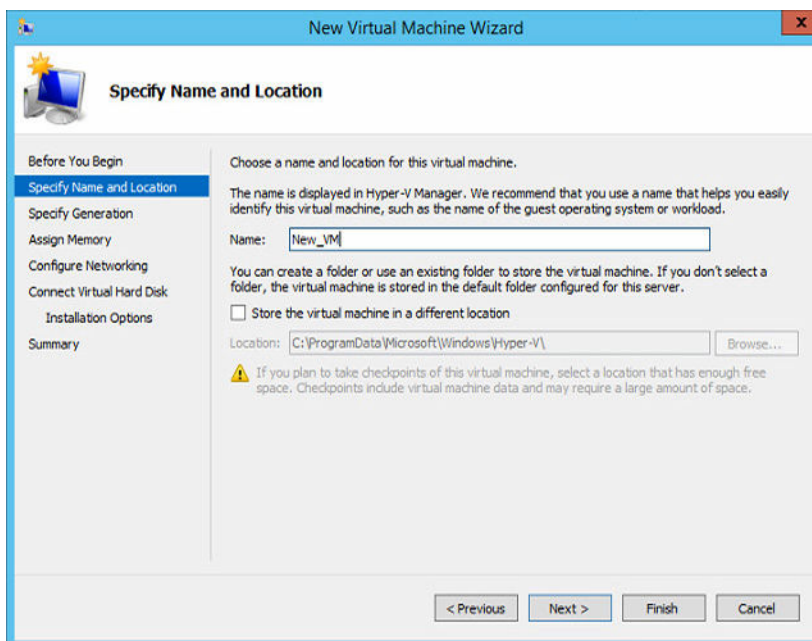 New Virtual Machine Wizard
x
Specify Name and Location
Before You Begin
Specify Name and Location
Specify Generation
Assign Memory
Configure Networking
Connect Virtual Hard Disk
Installation Options
Summary
Choose a name and location for this virtual machine.
The name is displayed in Hyper-V Manager. We recommend that you use a name that helps you easily
identify this virtual machine, such as the name of the guest operating system or workload.
Name: New_VM
You can create a folder or use an existing folder to store the virtual machine. If you don't select a
folder, the virtual machine is stored in the default folder configured for this server.
Store the virtual machine in a different location
Location: C:\ProgramData\Microsoft\Windows\Hyper-V\ Browse...
If you plan to take checkpoints of this virtual machine, select a location that has enough free
space. Checkpoints include virtual machine data and may require a large amount of space.
< Previous Next > Finish Cancel